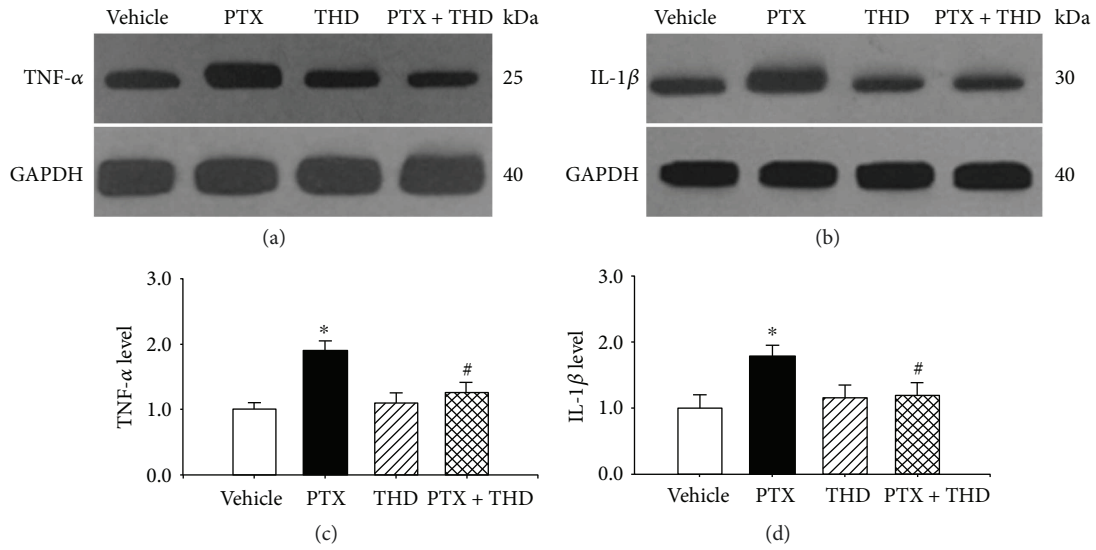 Vehicle PTX THD PTX + THD kDa
TNF-α 25
GAPDH 40
(a)
Vehicle PTX THD PTX + THD kDa
IL-1β 30
GAPDH 40
(b)
3.0
2.0
1.0
0.0
TNF-α level
*
#
Vehicle PTX THD PTX + THD
(c)
3.0
2.0
1.0
0.0
IL-1β level
*
#
Vehicle PTX THD PTX + THD
(d)